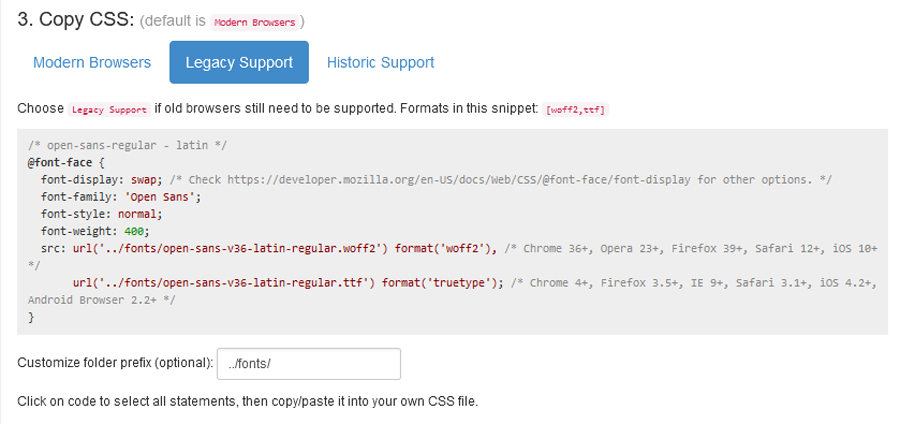 3. Copy CSS: (default is Modern Browsers )
Modern Browsers Legacy Support Historic Support
Choose Legacy Support if old browsers still need to be supported. Formats in this snippet: [woff2,ttf]
/* open-sans-regular - latin */
@font-face {
font-display: swap; /* Check https://developer.mozilla.org/en-US/docs/Web/CSS/@font-face/font-display for other options. */
font-family: 'Open Sans';
font-style: normal;
font-weight: 400;
src: url('../fonts/open-sans-v36-latin-regular.woff2') format('woff2'), /* Chrome 36+, Opera 23+, Firefox 39+, Safari 12+, iOS 10+
*/
url('../fonts/open-sans-v36-latin-regular.ttf') format('truetype'); /* Chrome 4+, Firefox 3.5+, IE 9+, Safari 3.1+, iOS 4.2+,
Android Browser 2.2+ */
}
Customize folder prefix (optional): ../fonts/
Click on code to select all statements, then copy/paste it into your own CSS file.